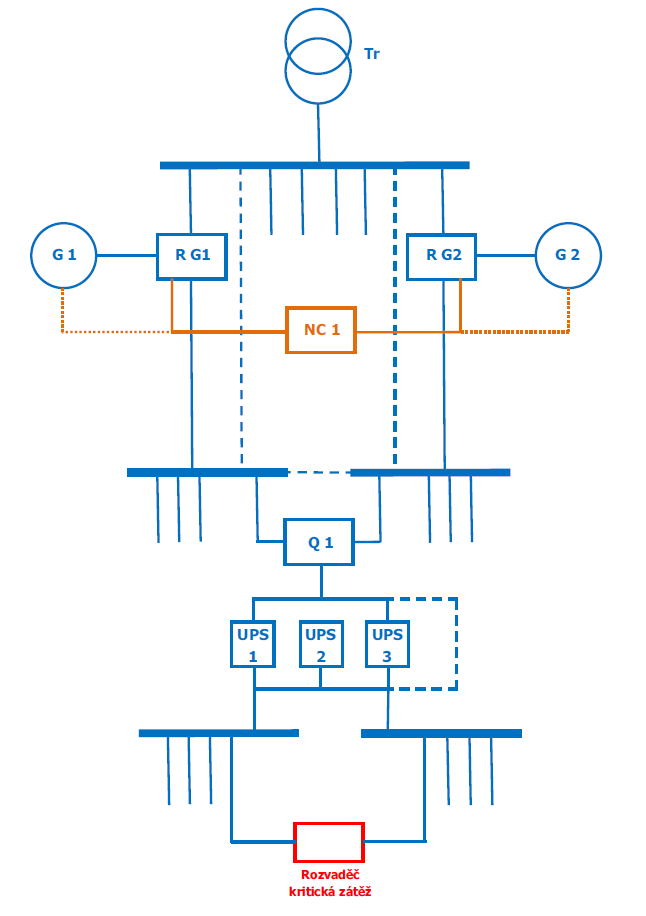 Tr
G 1
R G1
R G2
G 2
NC 1
Q 1
UPS
1
UPS
2
UPS
3
Rozvaděč
kritická zátěž